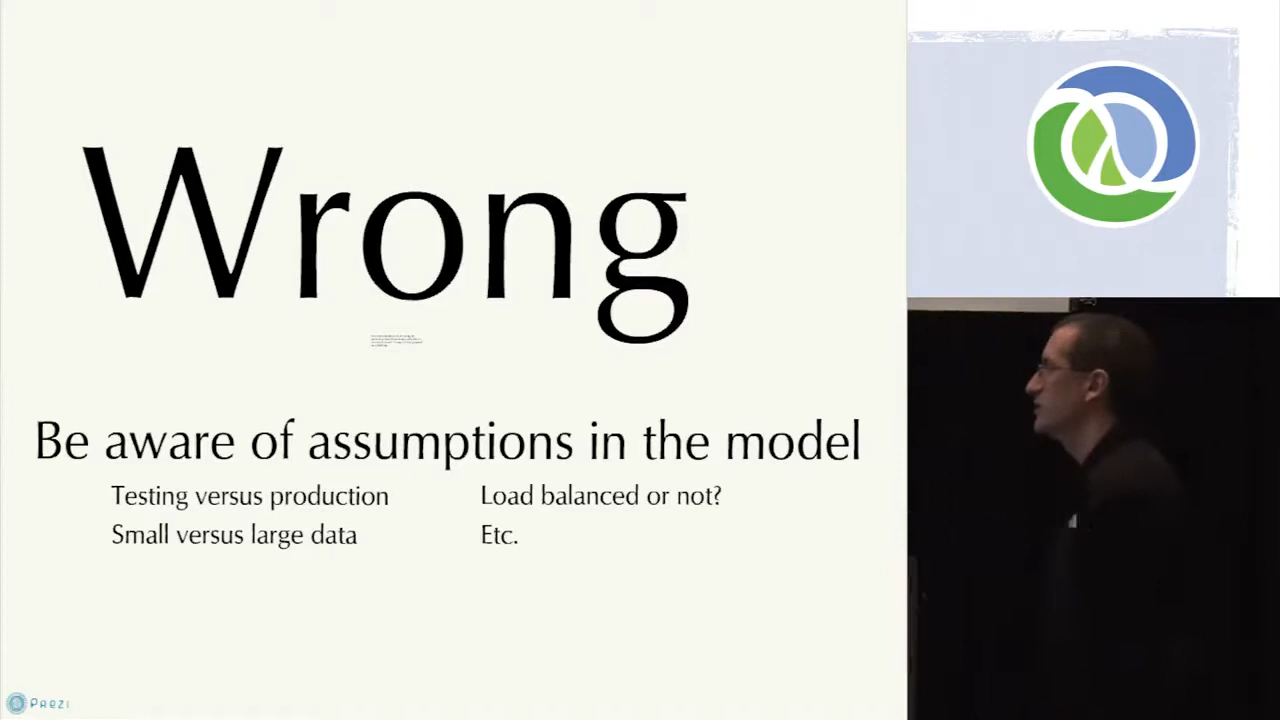 Wrong
Be aware of assumptions in the model
Testing versus production
Small versus large data
Load balanced or not?
Etc.
Prezi